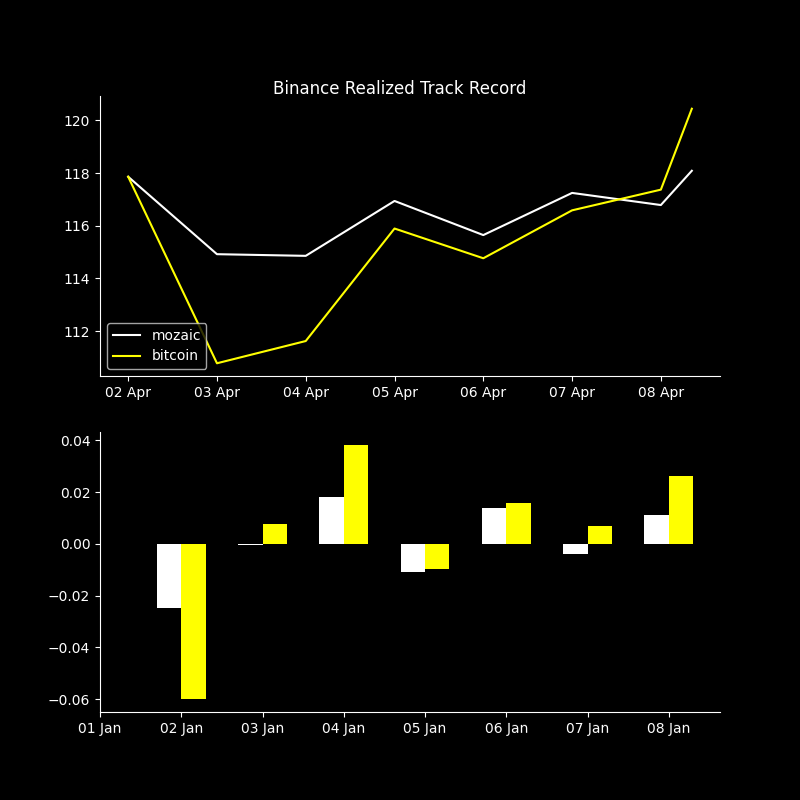 Binance Realized Track Record
120
118
116
114
112
mozaic
bitcoin
02 Apr 03 Apr 04 Apr 05 Apr 06 Apr 07 Apr 08 Apr
0.04
0.02
0.00
−0.02
−0.04
−0.06
01 Jan 02 Jan 03 Jan 04 Jan 05 Jan 06 Jan 07 Jan 08 Jan